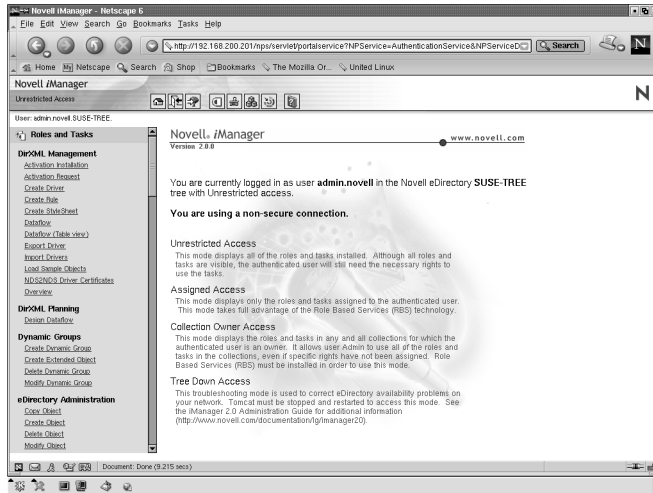 Novell iManager - Netscape 6
File Edit View Search Go Bookmarks Tasks Help
http://192.168.200.201/nps/servlet/portalservice?NPService=AuthenticationService&NPServiceD
Search
N
Home Netscape Search Shop Bookmarks The Mozilla Or... United Linux
Novell iManager
Unrestricted Access
N
User: admin.novell.SUSE-TREE.
Roles and Tasks
DirXML Management
Activation Installation
Activation Request
Create Driver
Create Rule
Create StyleSheet
Dataflow
Dataflow (Table view)
Export Driver
Import Drivers
Load Sample Objects
NDS2NDS Driver Certificates
Overview
DirXML Planning
Design Dataflow
Dynamic Groups
Create Dynamic Group
Create Extended Object
Delete Dynamic Group
Modify Dynamic Group
eDirectory Administration
Copy Object
Create Object
Delete Object
Modify Object
Novell® iManager
www.novell.com
Version 2.0.0
You are currently logged in as user admin.novell in the Novell eDirectory SUSE-TREE
tree with Unrestricted access.
You are using a non-secure connection.
Unrestricted Access
This mode displays all of the roles and tasks installed. Although all roles and
tasks are visible, the authenticated user will still need the necessary rights to
use the tasks.
Assigned Access
This mode displays only the roles and tasks assigned to the authenticated user.
This mode takes full advantage of the Role Based Services (RBS) technology.
Collection Owner Access
This mode displays the roles and tasks in any and all collections for which the
authenticated user is an owner. It allows user Admin to use all of the roles and
tasks in the collections, even if specific rights have not been assigned. Role
Based Services (RBS) must be installed in order to use this mode.
Tree Down Access
This troubleshooting mode is used to correct eDirectory availability problems on
your network. Tomcat must be stopped and restarted to access this mode. See
the iManager 2.0 Administration Guide for additional information
(http://www.novell.com/documentation/lg/imanager20).
Document: Done (9.215 secs)